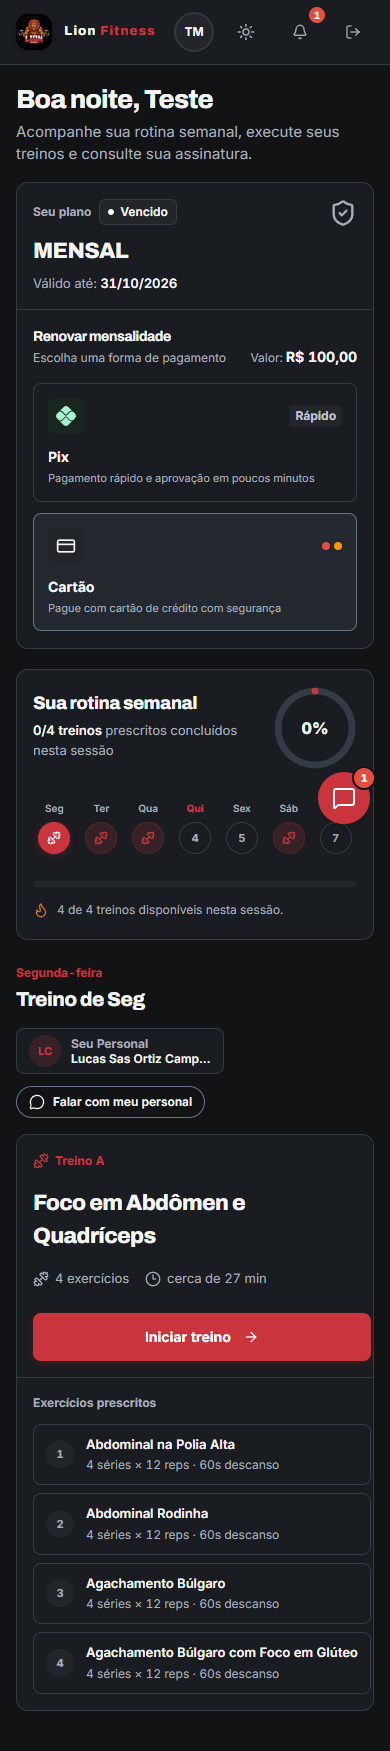 Lion Fitness
TM
1
Boa noite, Teste
Acompanhe sua rotina semanal, execute seus
treinos e consulte sua assinatura.
Seu plano
Vencido
MENSAL
Válido até: 31/10/2026
Renovar mensalidade
Escolha uma forma de pagamento
Valor: R$ 100,00
Rápido
Pix
Pagamento rápido e aprovação em poucos minutos
Cartão
Pague com cartão de crédito com segurança
Sua rotina semanal
0/4 treinos prescritos concluídos
nesta sessão
0%
1
Seg Ter Qua Qui Sex Sáb
4 5 7
4 de 4 treinos disponíveis nesta sessão.
Segunda-feira
Treino de Seg
LC
Seu Personal
Lucas Sas Ortiz Camp...
Falar com meu personal
Treino A
Foco em Abdômen e
Quadríceps
4 exercícios cerca de 27 min
Iniciar treino
Exercícios prescritos
1
Abdominal na Polia Alta
4 séries × 12 reps · 60s descanso
2
Abdominal Rodinha
4 séries × 12 reps · 60s descanso
3
Agachamento Búlgaro
4 séries × 12 reps · 60s descanso
4
Agachamento Búlgaro com Foco em Glúteo
4 séries × 12 reps · 60s descanso